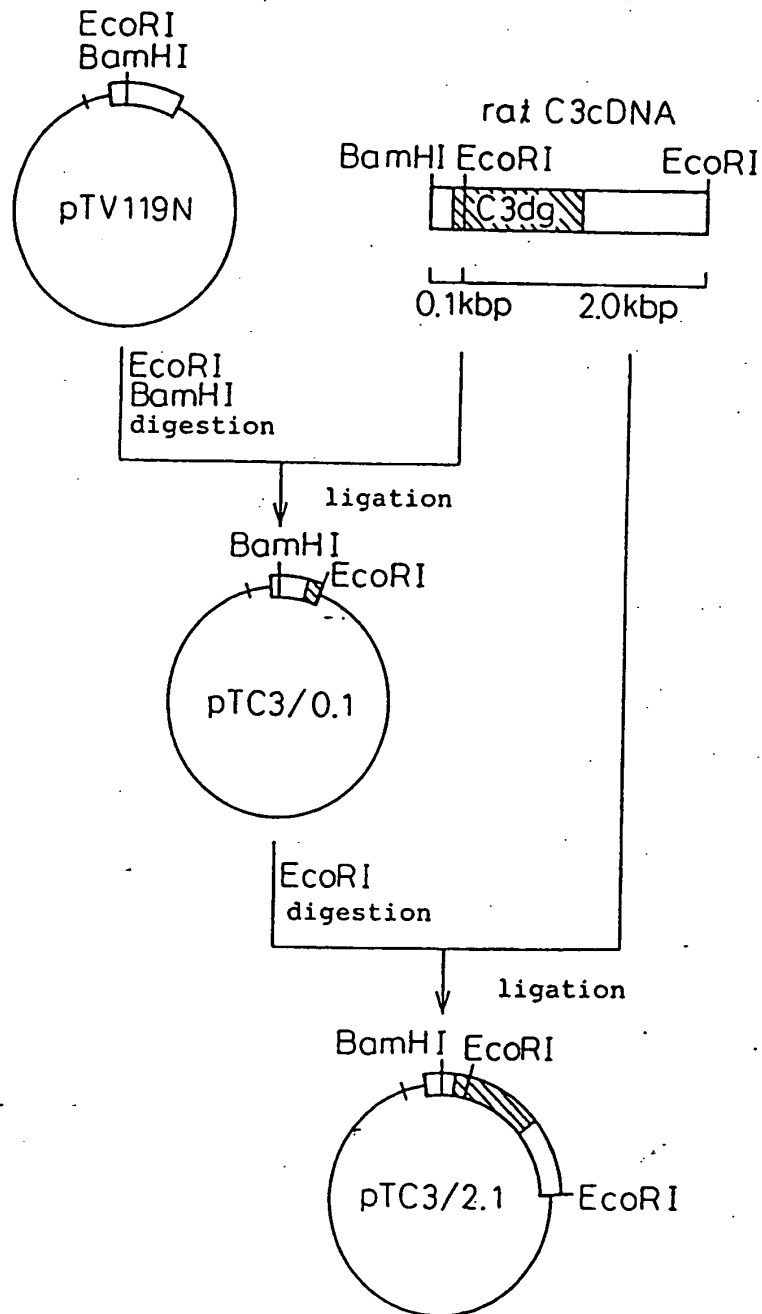 EcoRI
BamHI
pTV119N
rat C3cDNA
BamHI EcoRI EcoRI
C3dg
0.1kbp 2.0kbp
EcoRI
BamHI
digestion
ligation
BamHI
EcoRI
pTC3/0.1
EcoRI
digestion
ligation
BamHI EcoRI
pTC3/2.1
EcoRI